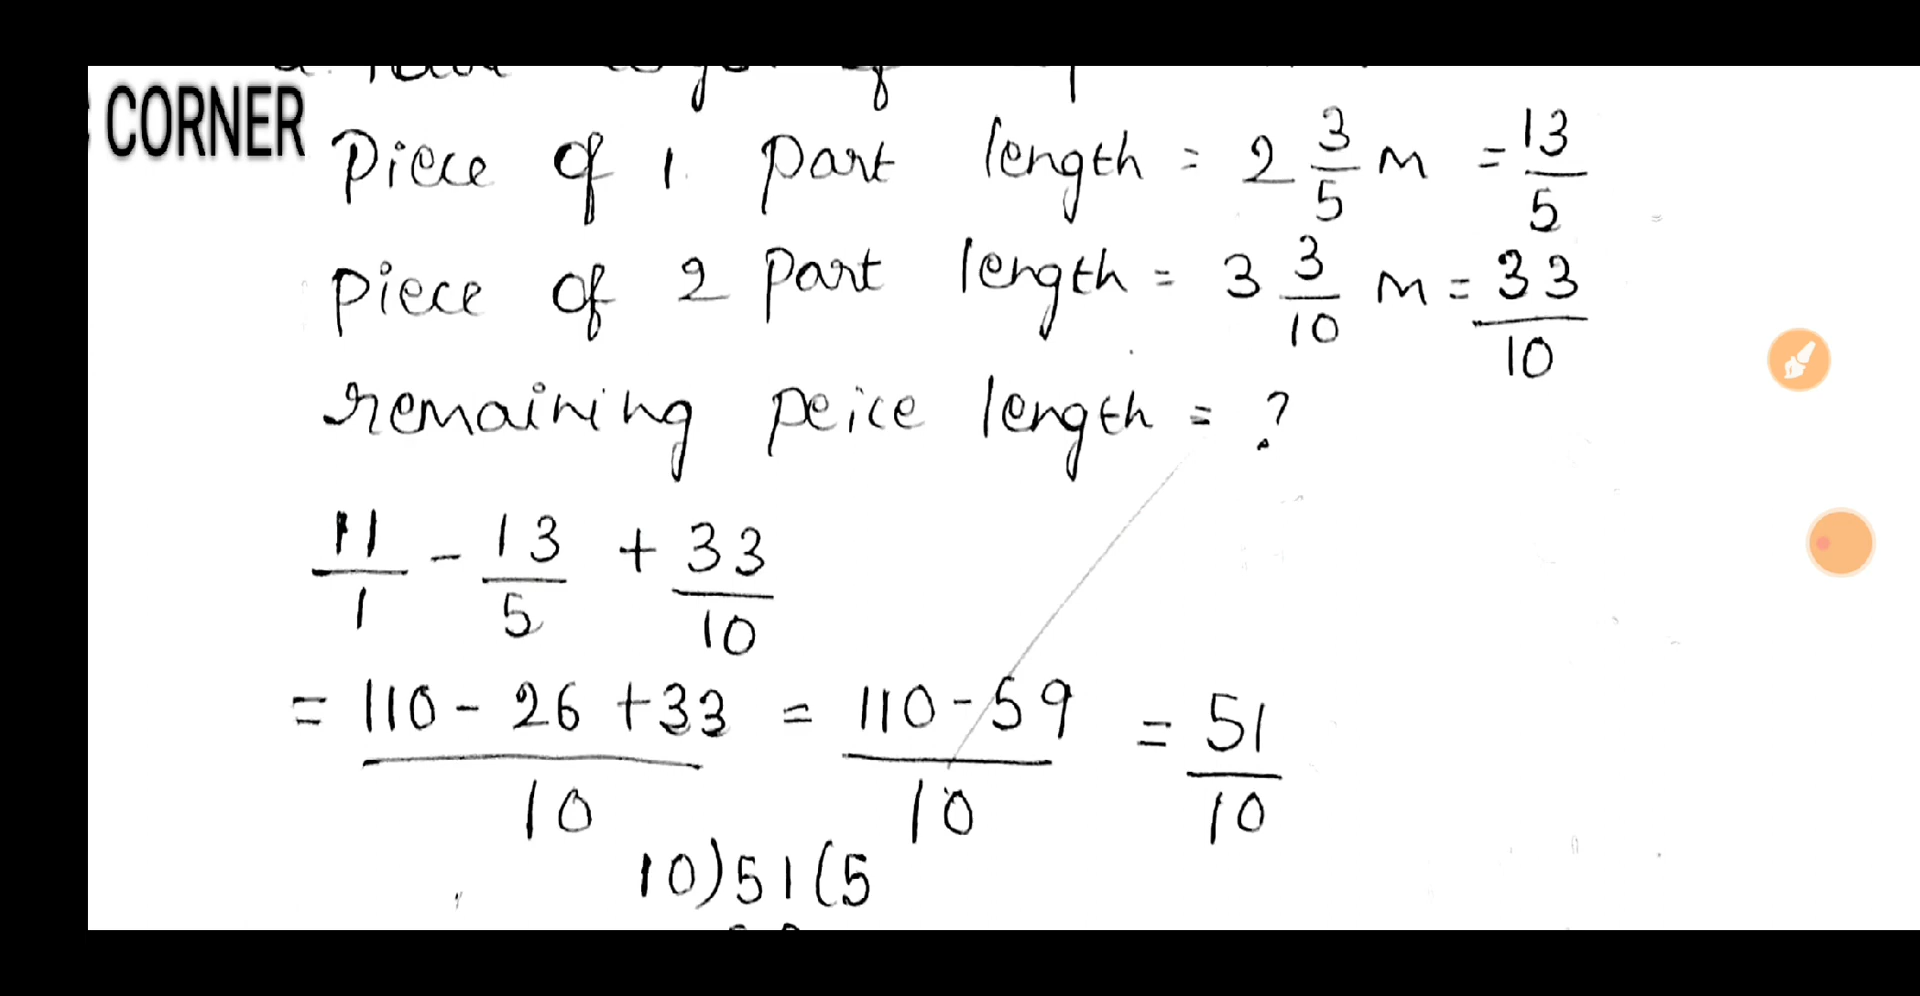 CORNER
Piece of 1 part length = 2 3/5 m = 13/5
piece of 2 part length = 3 3/10 m = 33/10
remaining peice length = ?
11/1 - 13/5 + 33/10
= 110 - 26 + 33/10 = 110 - 59/10 = 51/10
10)51(5